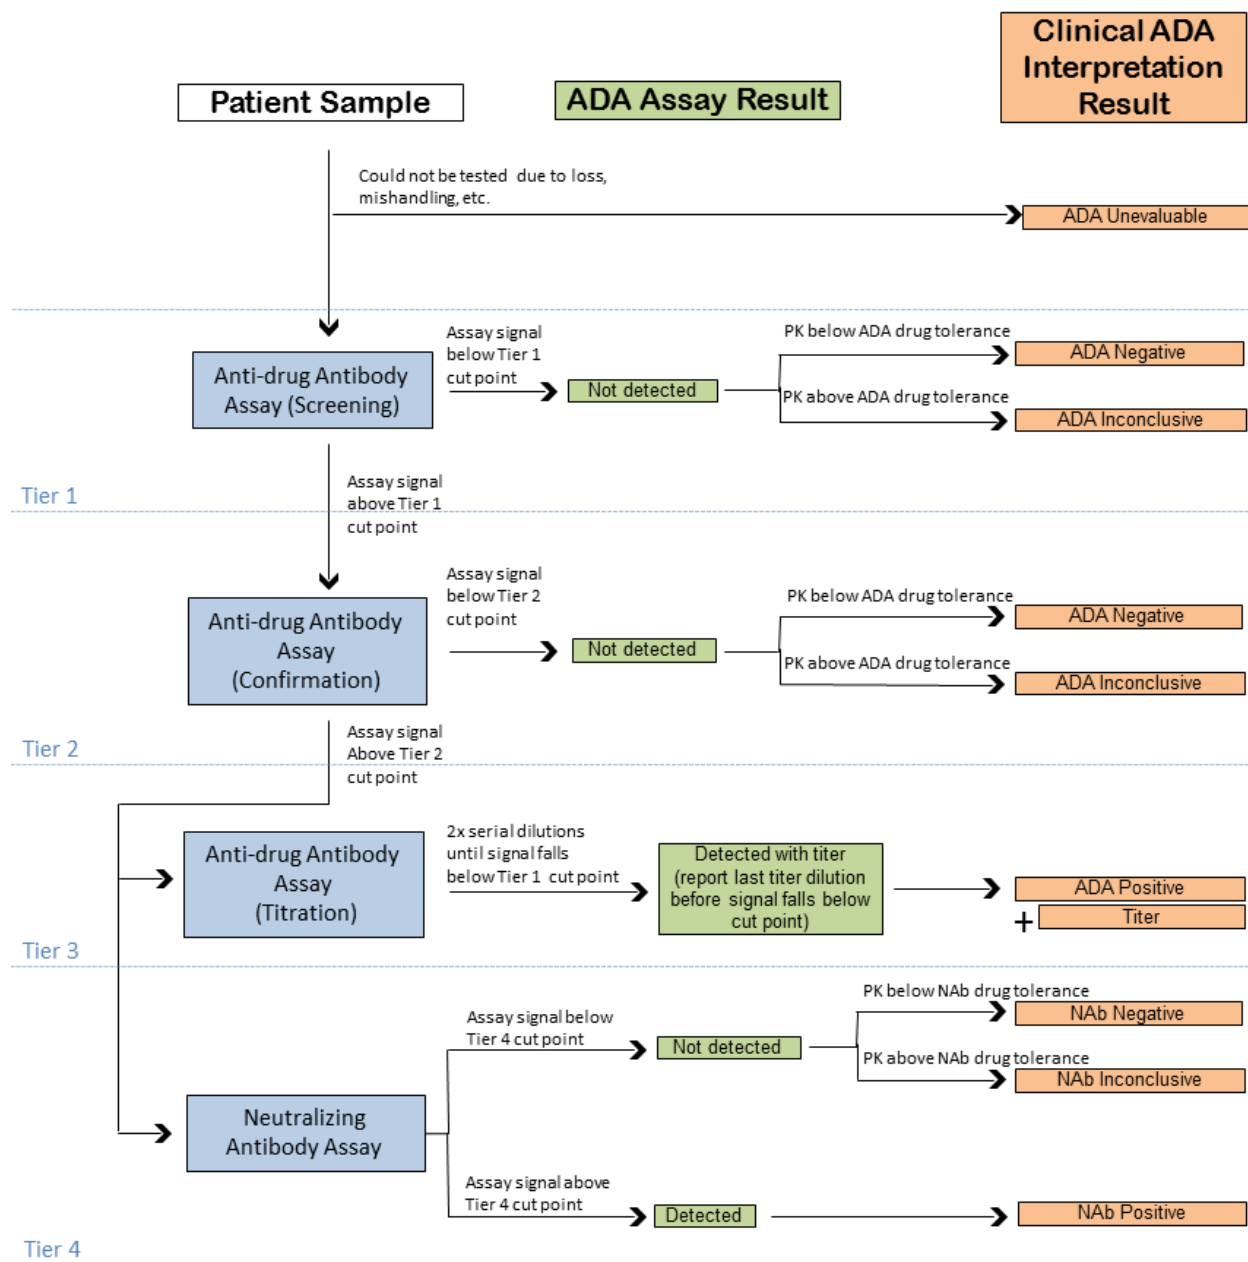 Clinical ADA
Interpretation
Result
Patient Sample
ADA Assay Result
Could not be tested due to loss,
mishandling, etc.
ADA Unevaluable
Assay signal
below Tier 1
cut point
Anti-drug Antibody
Assay (Screening)
Not detected
PK below ADA drug tolerance
ADA Negative
PK above ADA drug tolerance
ADA Inconclusive
Tier 1
Assay signal
above Tier 1
cut point
Assay signal
below Tier 2
cut point
Anti-drug Antibody
Assay
(Confirmation)
Not detected
PK below ADA drug tolerance
ADA Negative
PK above ADA drug tolerance
ADA Inconclusive
Tier 2
Assay signal
Above Tier 2
cut point
Anti-drug Antibody
Assay
(Titration)
2x serial dilutions
until signal falls
below Tier 1 cut point
Detected with titer
(report last titer dilution
before signal falls below
cut point)
ADA Positive
+ Titer
Tier 3
Assay signal below
Tier 4 cut point
Not detected
PK below NAb drug tolerance
NAb Negative
PK above NAb drug tolerance
NAb Inconclusive
Neutralizing
Antibody Assay
Assay signal above
Tier 4 cut point
Detected
NAb Positive
Tier 4